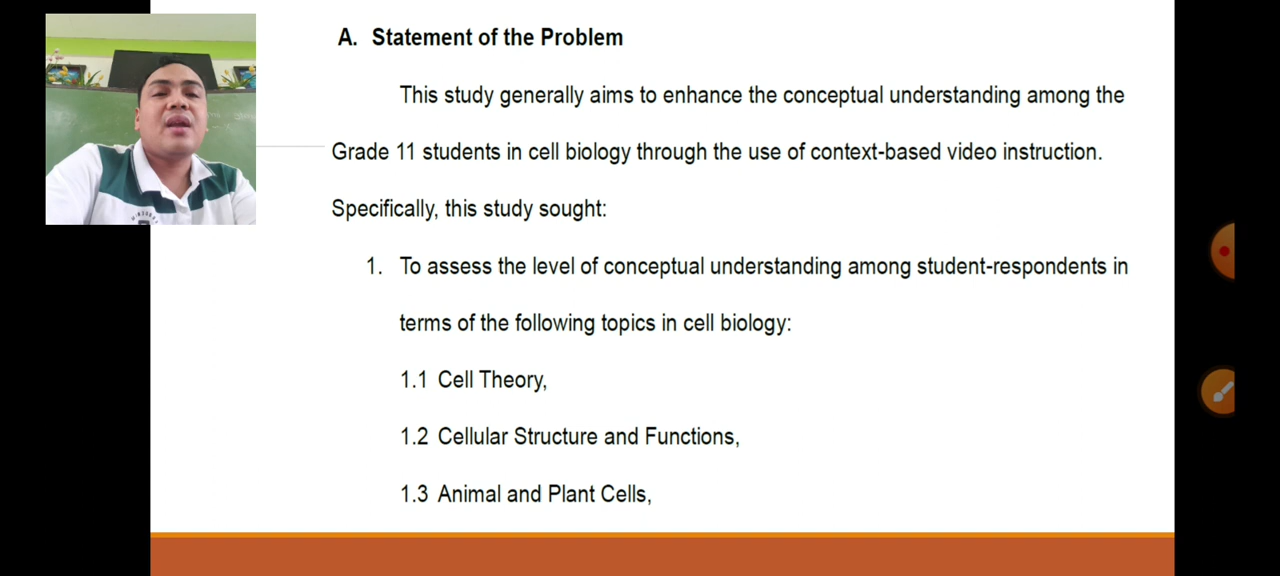 A. Statement of the Problem
This study generally aims to enhance the conceptual understanding among the
Grade 11 students in cell biology through the use of context-based video instruction.
Specifically, this study sought:
1. To assess the level of conceptual understanding among student-respondents in
terms of the following topics in cell biology:
1.1 Cell Theory,
1.2 Cellular Structure and Functions,
1.3 Animal and Plant Cells,